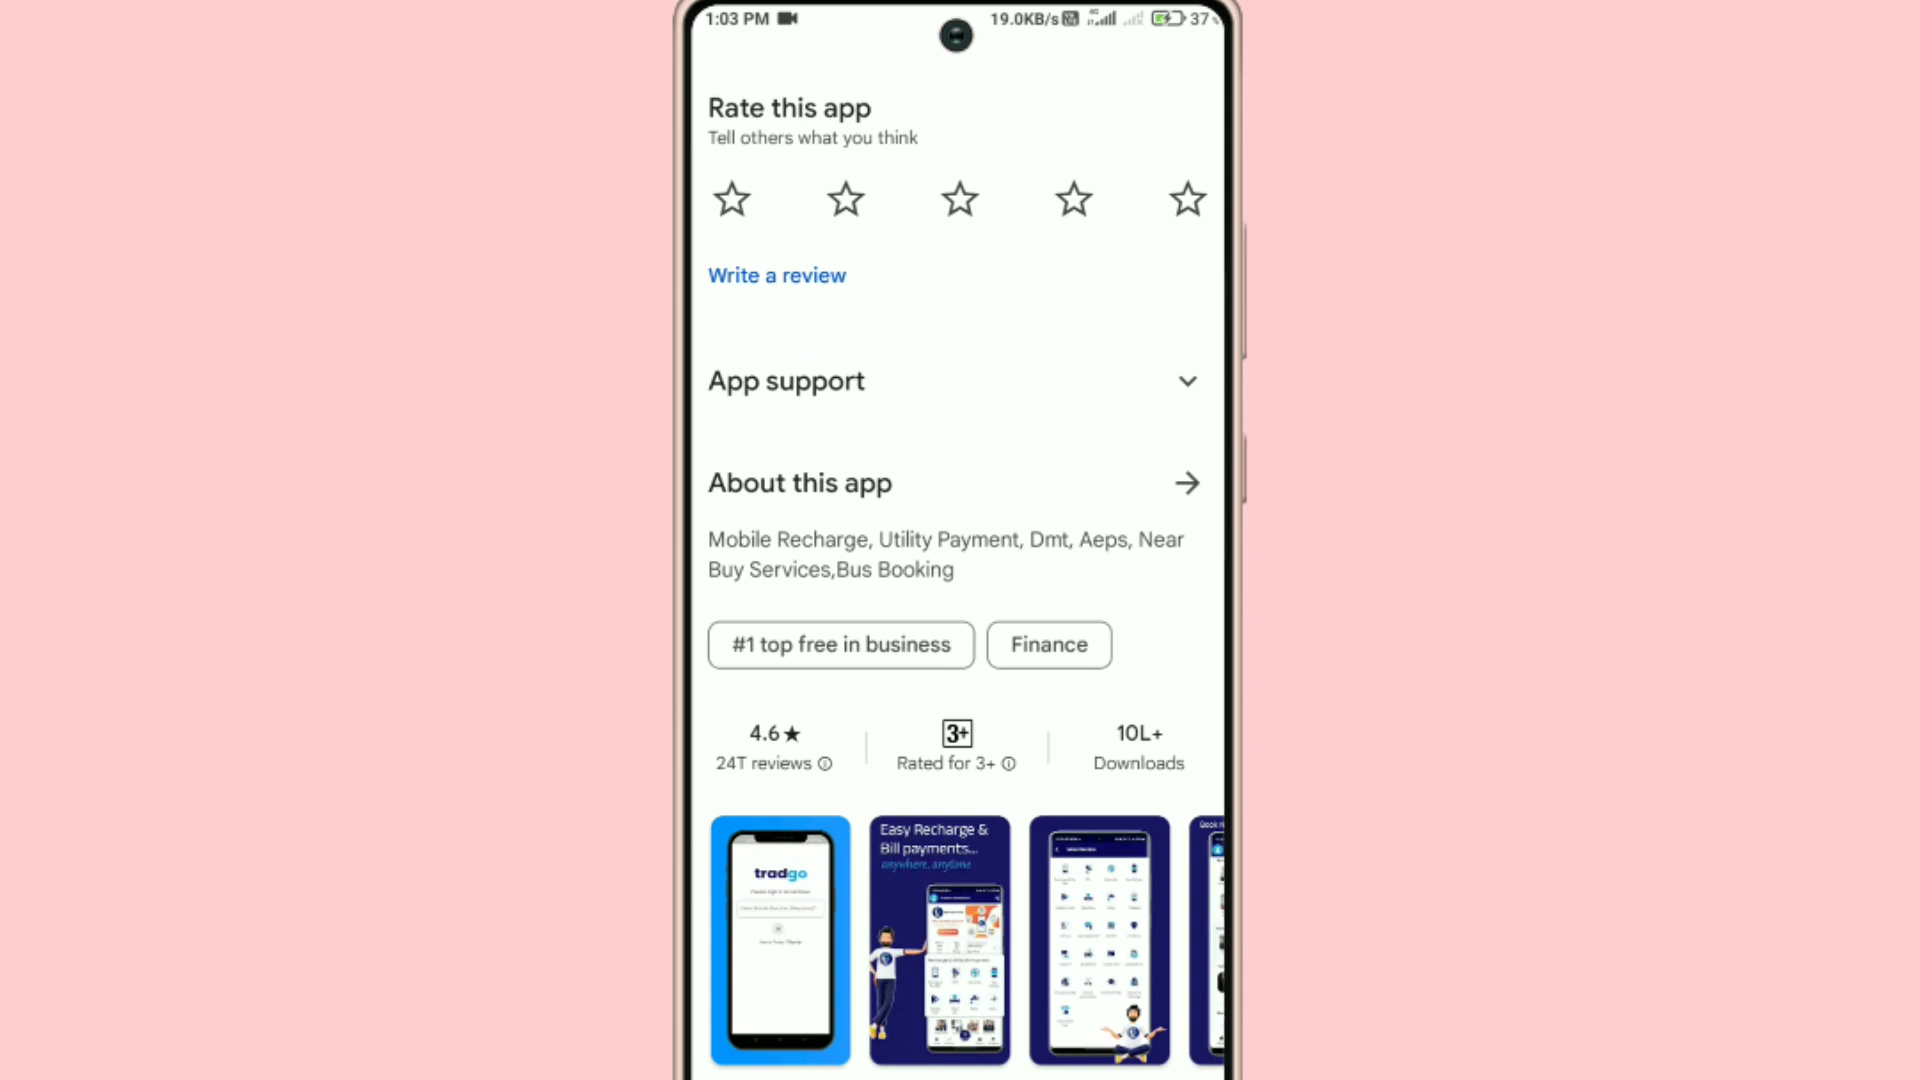 1:03 PM
19.0KB/s
37
Rate this app
Tell others what you think
Write a review
App support
About this app
Mobile Recharge, Utility Payment, Dmt, Aeps, Near
Buy Services,Bus Booking
#1 top free in business
Finance
4.6★
3+
10L+
24T reviews
Rated for 3+
Downloads
tradgo
Easy Recharge &
Bill payments...
anywhere, anytime